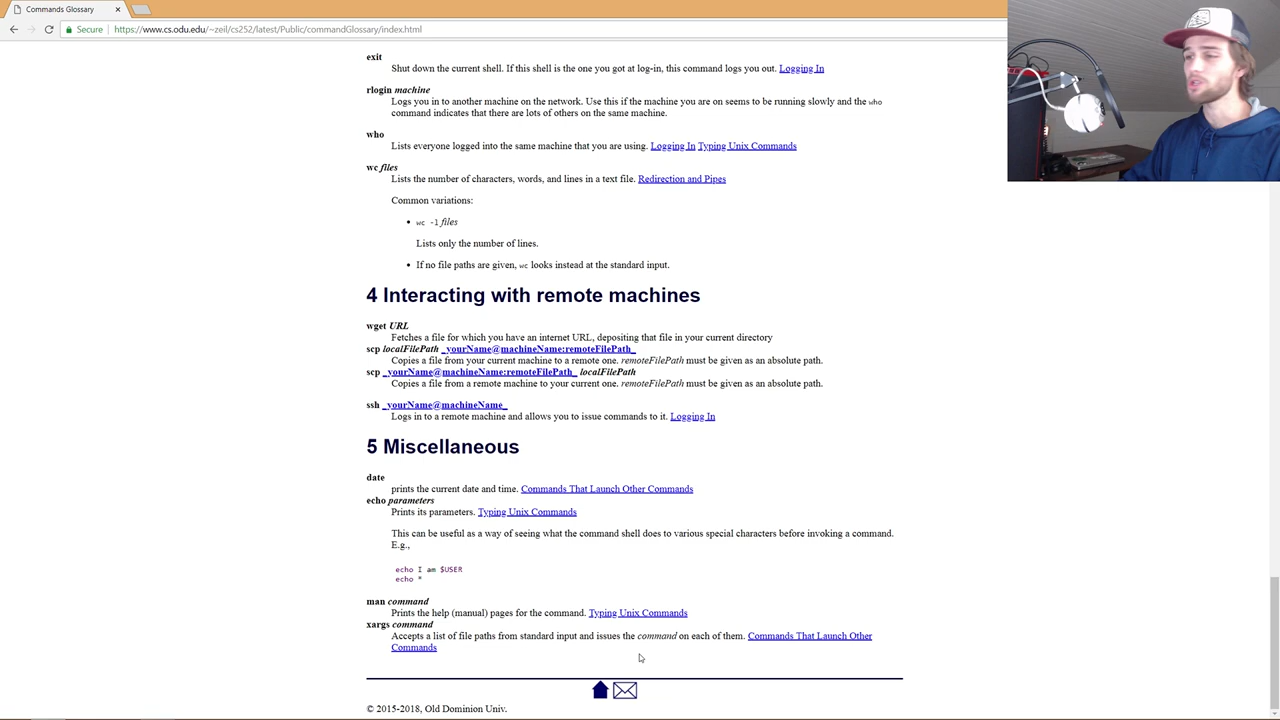 Commands Glossary
Secure https://www.cs.odu.edu/~zeil/cs252/latest/Public/commandGlossary/index.html
exit
Shut down the current shell. If this shell is the one you got at log-in, this command logs you out. Logging In
rlogin machine
Logs you in to another machine on the network. Use this if the machine you are on seems to be running slowly and the who
command indicates that there are lots of others on the same machine.
who
Lists everyone logged into the same machine that you are using. Logging In Typing Unix Commands
wc files
Lists the number of characters, words, and lines in a text file. Redirection and Pipes
Common variations:
• wc -l files
Lists only the number of lines.
• If no file paths are given, wc looks instead at the standard input.
4 Interacting with remote machines
wget URL
Fetches a file for which you have an internet URL, depositing that file in your current directory
scp localFilePath _yourName@machineName:remoteFilePath_
Copies a file from your current machine to a remote one. remoteFilePath must be given as an absolute path.
scp _yourName@machineName:remoteFilePath_ localFilePath
Copies a file from a remote machine to your current one. remoteFilePath must be given as an absolute path.
ssh _yourName@machineName_
Logs in to a remote machine and allows you to issue commands to it. Logging In
5 Miscellaneous
date
prints the current date and time. Commands That Launch Other Commands
echo parameters
Prints its parameters. Typing Unix Commands
This can be useful as a way of seeing what the command shell does to various special characters before invoking a command.
E.g.,
echo I am $USER
echo *
man command
Prints the help (manual) pages for the command. Typing Unix Commands
xargs command
Accepts a list of file paths from standard input and issues the command on each of them. Commands That Launch Other
Commands
© 2015-2018, Old Dominion Univ.